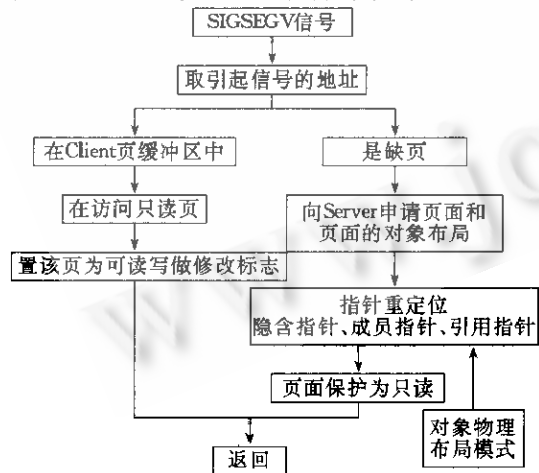 SIGSEGV信号
取引起信号的地址
在Client页缓冲区中
是缺页
在访问只读页
向Server申请页面和
页面的对象布局
置该页为可读写做修改标志
指针重定位
隐含指针、成员指针、引用指针
页面保护为只读
对象物理
布局模式
返回